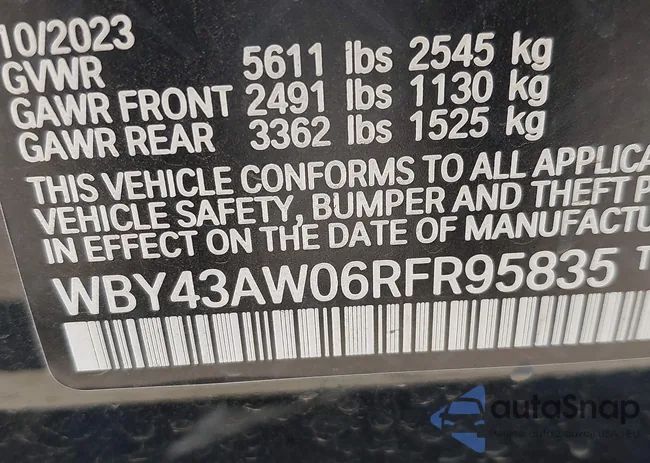 10/2023
GVWR 5611 lbs 2545 kg
GAWR FRONT 2491 lbs 1130 kg
GAWR REAR 3362 lbs 1525 kg
THIS VEHICLE CONFORMS TO ALL APPLICA
VEHICLE SAFETY, BUMPER AND THEFT P
IN EFFECT ON THE DATE OF MANUFACTU
WBY43AW06RFR95835 T
autoSnap